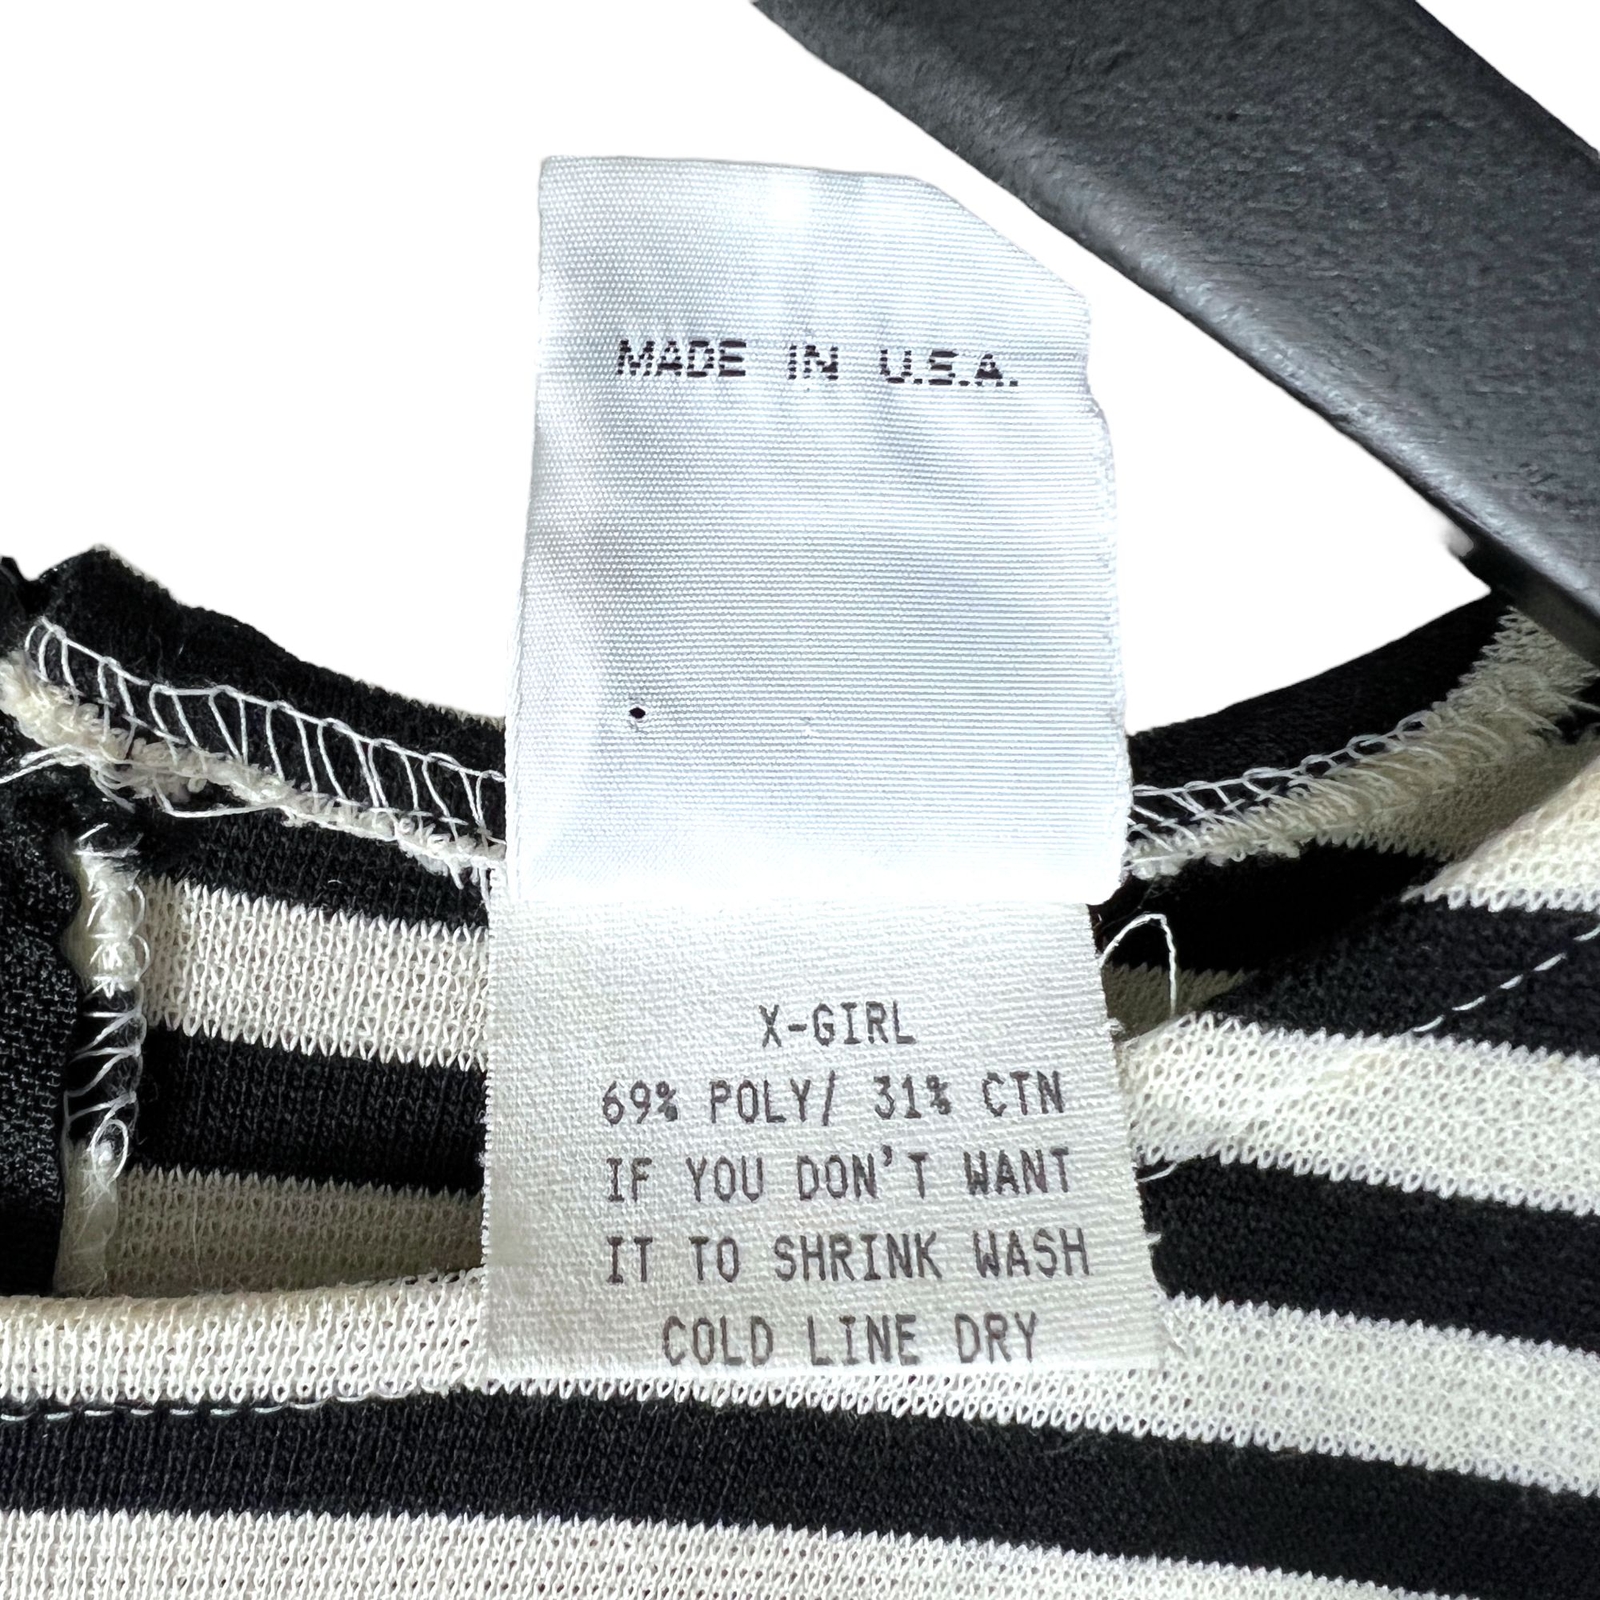 MADE IN U.S.A.
X-GIRL
69% POLY/ 31% CTN
IF YOU DON'T WANT
IT TO SHRINK WASH
COLD LINE DRY